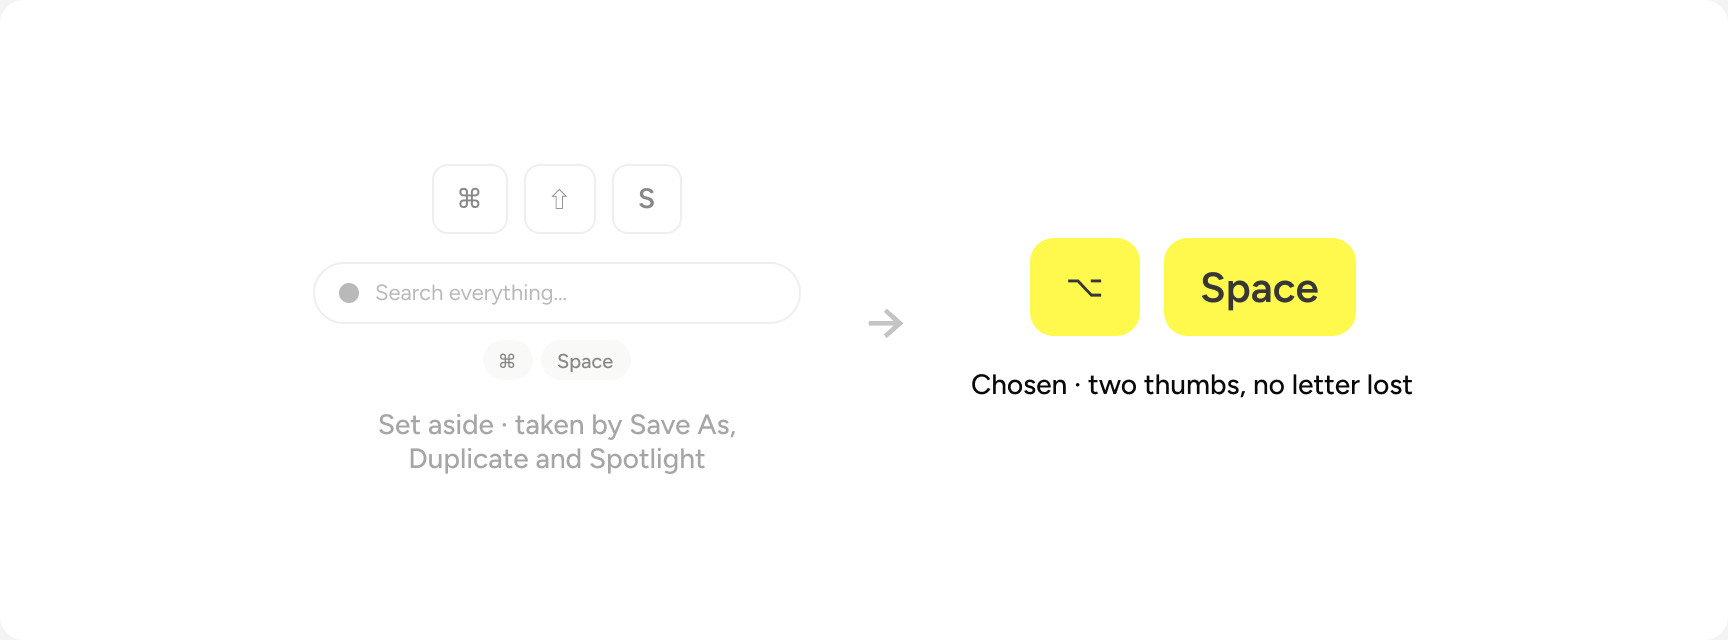 ⌘ ⇧ S
Search everything...
⌘ Space
Set aside · taken by Save As,
Duplicate and Spotlight
⌥ Space
Chosen · two thumbs, no letter lost